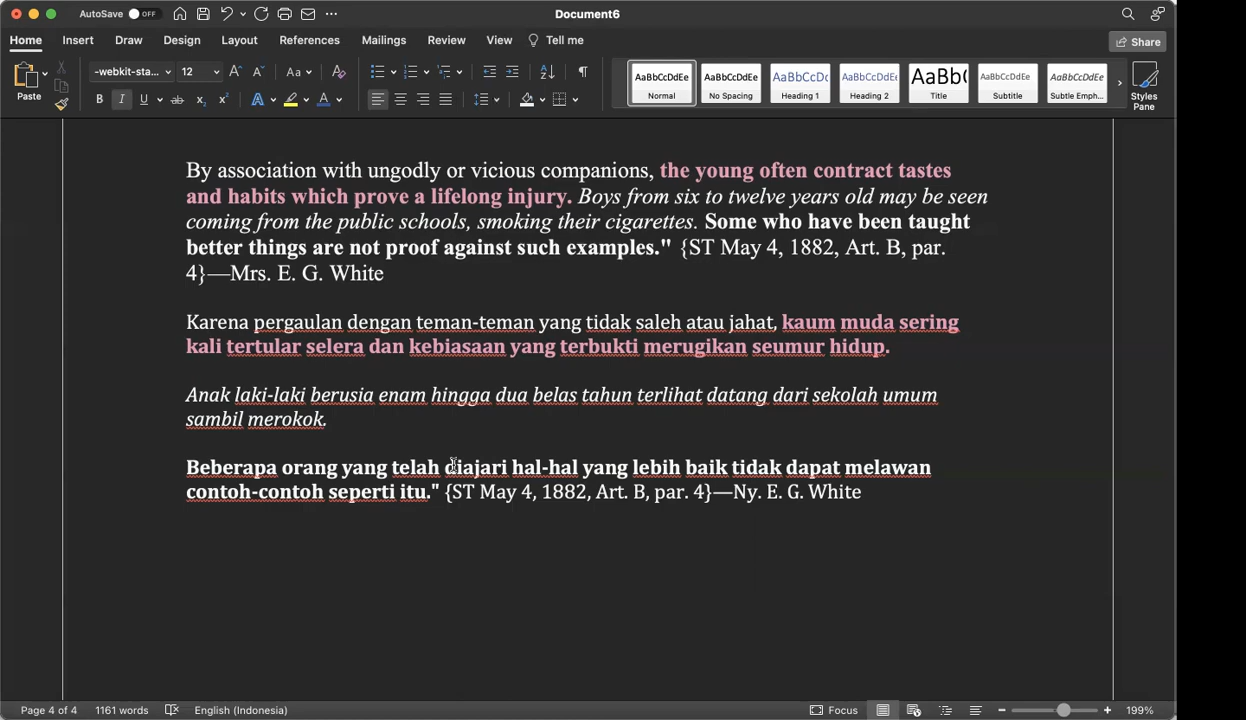 AutoSave OFF
Document6
Home Insert Draw Design Layout References Mailings Review View Tell me
Share
Paste
-webkit-sta... 12
AaBbCcDdEe AaBbCcDdEe AaBbCcDc AaBbCcDdEe AaBb( AaBbCcDdEe AaBbCcDdEe
Normal No Spacing Heading 1 Heading 2 Title Subtitle Subtle Emph...
Styles
Pane
By association with ungodly or vicious companions, the young often contract tastes
and habits which prove a lifelong injury. Boys from six to twelve years old may be seen
coming from the public schools, smoking their cigarettes. Some who have been taught
better things are not proof against such examples." {ST May 4, 1882, Art. B, par.
4}—Mrs. E. G. White
Karena pergaulan dengan teman-teman yang tidak saleh atau jahat, kaum muda sering
kali tertular selera dan kebiasaan yang terbukti merugikan seumur hidup.
Anak laki-laki berusia enam hingga dua belas tahun terlihat datang dari sekolah umum
sambil merokok.
Beberapa orang yang telah diajari hal-hal yang lebih baik tidak dapat melawan
contoh-contoh seperti itu." {ST May 4, 1882, Art. B, par. 4}—Ny. E. G. White
Page 4 of 4 1161 words English (Indonesia) Focus 199%